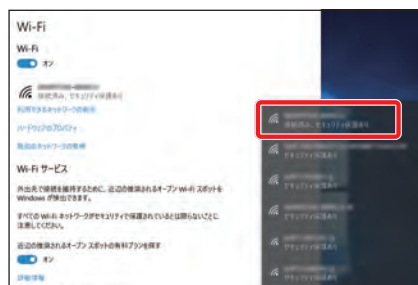 Wi-Fi
Wi-Fi
オン
接続済み、セキュリティ保護あり
利用できるネットワークの表示
ハードウェアのプロパティ
既知のネットワークの管理
Wi-Fi サービス
外出先で接続を維持するために、近辺の推奨されるオープン Wi-Fi スポットを
Windows が検出できます。
すべての Wi-Fi ネットワークがセキュリティで保護されているとは限らないことに
注意してください。
近辺の推奨されるオープン スポットの有料プランを探す
オン
詳細情報
接続済み、セキュリティ保護あり
セキュリティ保護あり
セキュリティ保護あり
セキュリティ保護あり
セキュリティ保護あり
セキュリティ保護あり